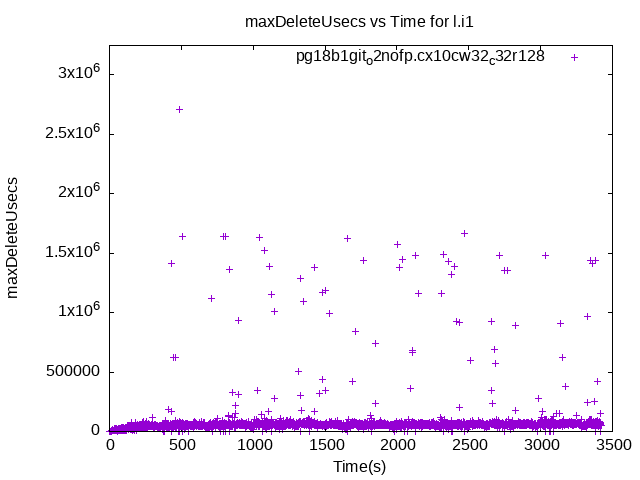 maxDeleteUsecs vs Time for l.i1
pg18b1git_o2nofp.cx10cw32_c32r128
3x10^6
2.5x10^6
2x10^6
1.5x10^6
1x10^6
500000
0
maxDeleteUsecs
0 500 1000 1500 2000 2500 3000 3500
Time(s)